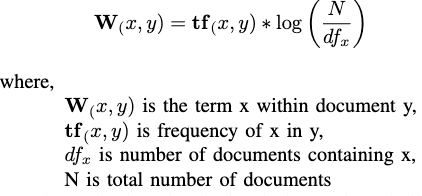 W(x, y) = tf(x, y) ∗ log (N / df_x)
where,
W(x, y) is the term x within document y,
tf(x, y) is frequency of x in y,
df_x is number of documents containing x,
N is total number of documents